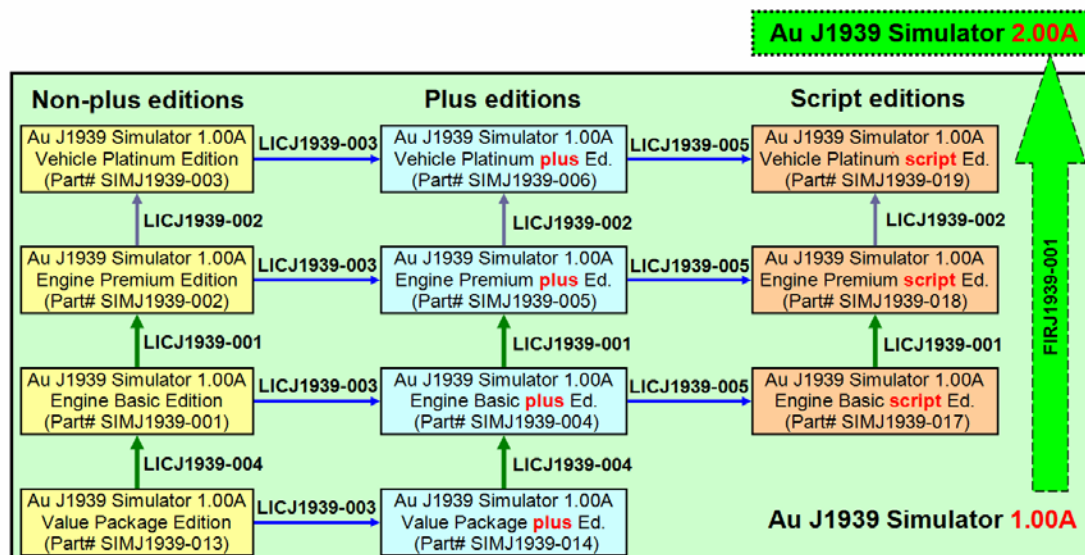 Au J1939 Simulator 2.00A
Non-plus editions
Plus editions
Script editions
Au J1939 Simulator 1.00A
Vehicle Platinum Edition
(Part# SIMJ1939-003)
LICJ1939-003
Au J1939 Simulator 1.00A
Vehicle Platinum plus Ed.
(Part# SIMJ1939-006)
LICJ1939-005
Au J1939 Simulator 1.00A
Vehicle Platinum script Ed.
(Part# SIMJ1939-019)
LICJ1939-002
LICJ1939-002
LICJ1939-002
Au J1939 Simulator 1.00A
Engine Premium Edition
(Part# SIMJ1939-002)
LICJ1939-003
Au J1939 Simulator 1.00A
Engine Premium plus Ed.
(Part# SIMJ1939-005)
LICJ1939-005
Au J1939 Simulator 1.00A
Engine Premium script Ed.
(Part# SIMJ1939-018)
FIRJ1939-001
LICJ1939-001
LICJ1939-001
LICJ1939-001
Au J1939 Simulator 1.00A
Engine Basic Edition
(Part# SIMJ1939-001)
LICJ1939-003
Au J1939 Simulator 1.00A
Engine Basic plus Ed.
(Part# SIMJ1939-004)
LICJ1939-005
Au J1939 Simulator 1.00A
Engine Basic script Ed.
(Part# SIMJ1939-017)
LICJ1939-004
LICJ1939-004
Au J1939 Simulator 1.00A
Value Package Edition
(Part# SIMJ1939-013)
LICJ1939-003
Au J1939 Simulator 1.00A
Value Package plus Ed.
(Part# SIMJ1939-014)
Au J1939 Simulator 1.00A